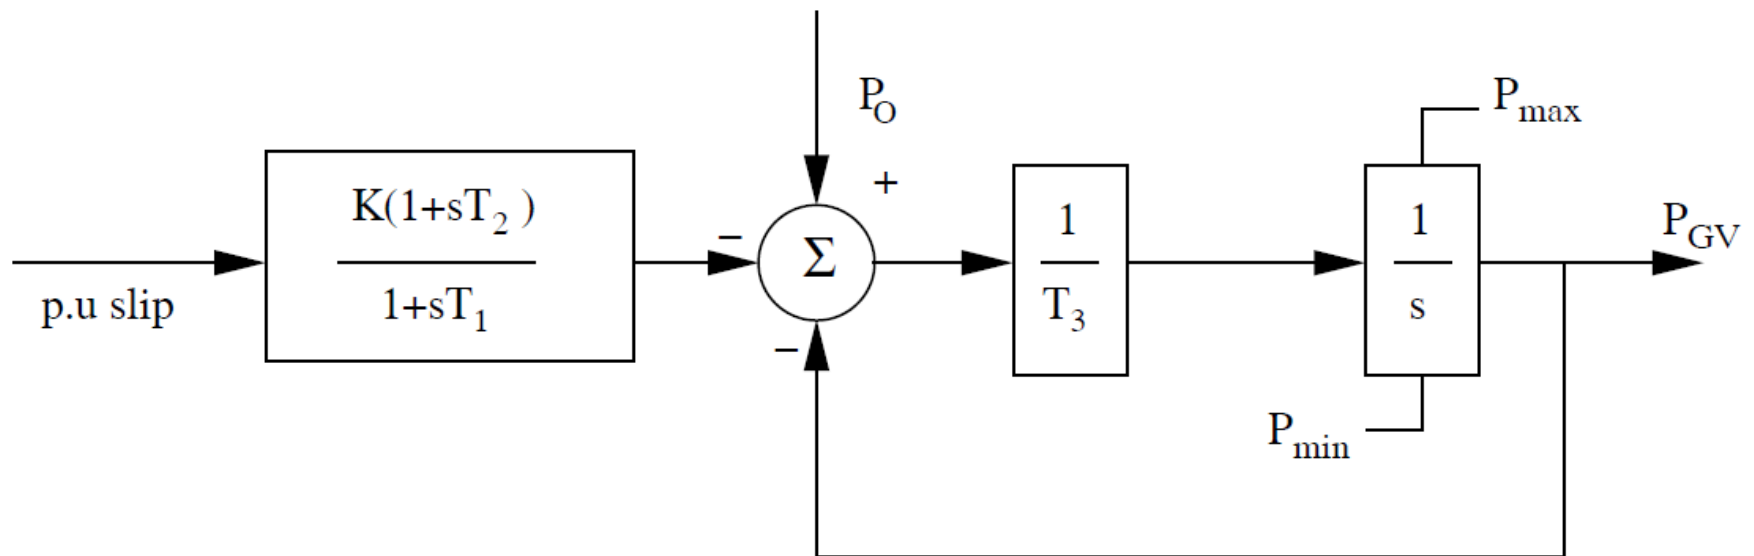 P_O
P_max
K(1+sT_2 )
+
1
1
P_GV
−
Σ
p.u slip
1+sT_1
T_3
s
−
P_min